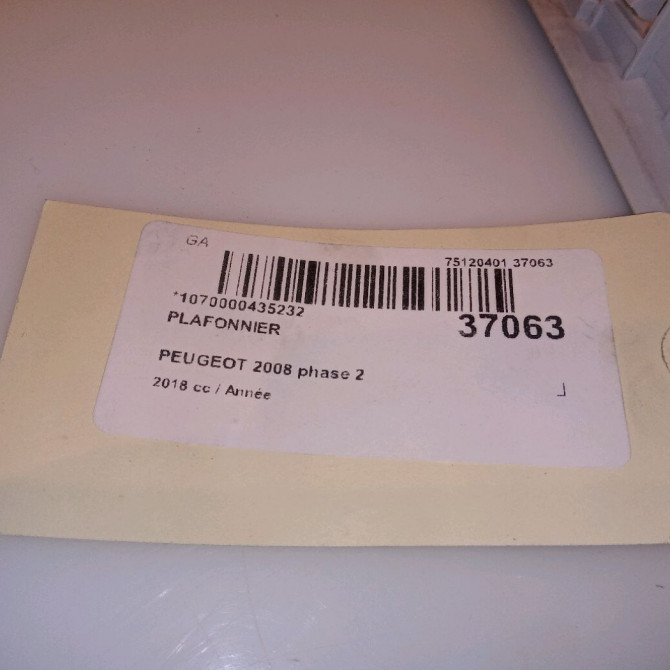 GA
75120401 37063
*1070000435232
37063
PLAFONNIER
PEUGEOT 2008 phase 2
2018 cc / Année